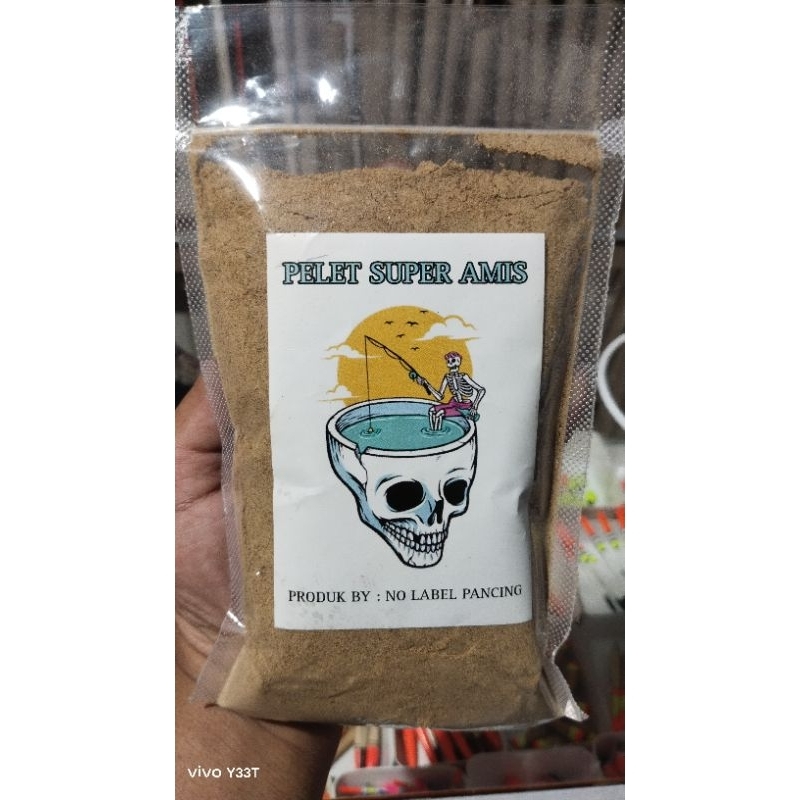 PELET SUPER AMIS
PRODUK BY : NO LABEL PANCING
vivo Y33T